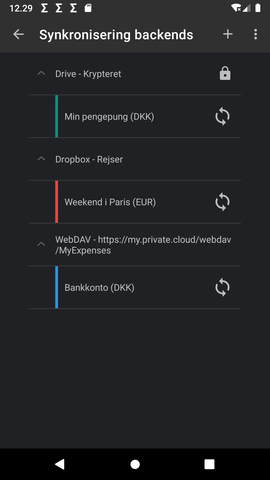 12.29 Σ Σ Σ
Synkronisering backends
Drive - Krypteret
Min pengepung (DKK)
Dropbox - Rejser
Weekend i Paris (EUR)
WebDAV - https://my.private.cloud/webdav
/MyExpenses
Bankkonto (DKK)